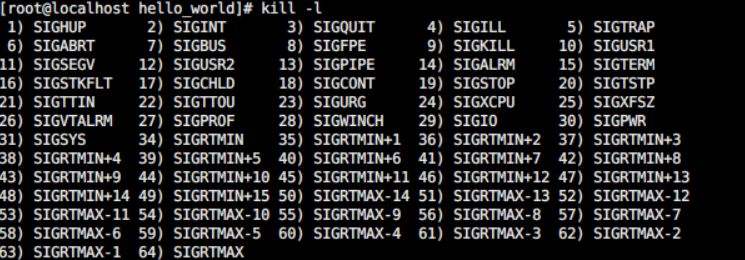 [root@localhost hello_world]# kill -l
1) SIGHUP 2) SIGINT 3) SIGQUIT 4) SIGILL 5) SIGTRAP
6) SIGABRT 7) SIGBUS 8) SIGFPE 9) SIGKILL 10) SIGUSR1
11) SIGSEGV 12) SIGUSR2 13) SIGPIPE 14) SIGALRM 15) SIGTERM
16) SIGSTKFLT 17) SIGCHLD 18) SIGCONT 19) SIGSTOP 20) SIGTSTP
21) SIGTTIN 22) SIGTTOU 23) SIGURG 24) SIGXCPU 25) SIGXFSZ
26) SIGVTALRM 27) SIGPROF 28) SIGWINCH 29) SIGIO 30) SIGPWR
31) SIGSYS 34) SIGRTMIN 35) SIGRTMIN+1 36) SIGRTMIN+2 37) SIGRTMIN+3
38) SIGRTMIN+4 39) SIGRTMIN+5 40) SIGRTMIN+6 41) SIGRTMIN+7 42) SIGRTMIN+8
43) SIGRTMIN+9 44) SIGRTMIN+10 45) SIGRTMIN+11 46) SIGRTMIN+12 47) SIGRTMIN+13
48) SIGRTMIN+14 49) SIGRTMIN+15 50) SIGRTMAX-14 51) SIGRTMAX-13 52) SIGRTMAX-12
53) SIGRTMAX-11 54) SIGRTMAX-10 55) SIGRTMAX-9 56) SIGRTMAX-8 57) SIGRTMAX-7
58) SIGRTMAX-6 59) SIGRTMAX-5 60) SIGRTMAX-4 61) SIGRTMAX-3 62) SIGRTMAX-2
63) SIGRTMAX-1 64) SIGRTMAX